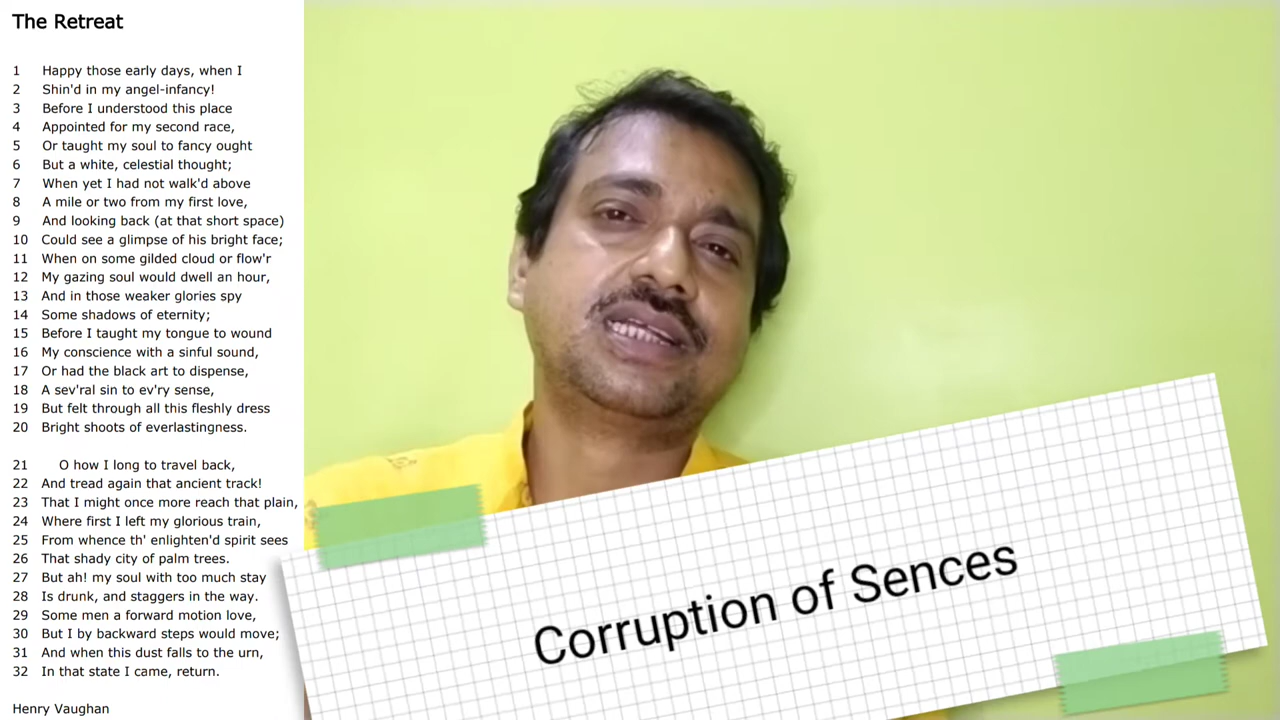 The Retreat
1 Happy those early days, when I
2 Shin'd in my angel-infancy!
3 Before I understood this place
4 Appointed for my second race,
5 Or taught my soul to fancy ought
6 But a white, celestial thought;
7 When yet I had not walk'd above
8 A mile or two from my first love,
9 And looking back (at that short space)
10 Could see a glimpse of his bright face;
11 When on some gilded cloud or flow'r
12 My gazing soul would dwell an hour,
13 And in those weaker glories spy
14 Some shadows of eternity;
15 Before I taught my tongue to wound
16 My conscience with a sinful sound,
17 Or had the black art to dispense,
18 A sev'ral sin to ev'ry sense,
19 But felt through all this fleshly dress
20 Bright shoots of everlastingness.
21 O how I long to travel back,
22 And tread again that ancient track!
23 That I might once more reach that plain,
24 Where first I left my glorious train,
25 From whence th' enlighten'd spirit sees
26 That shady city of palm trees.
27 But ah! my soul with too much stay
28 Is drunk, and staggers in the way.
29 Some men a forward motion love,
30 But I by backward steps would move;
31 And when this dust falls to the urn,
32 In that state I came, return.
Henry Vaughan
Corruption of Sences